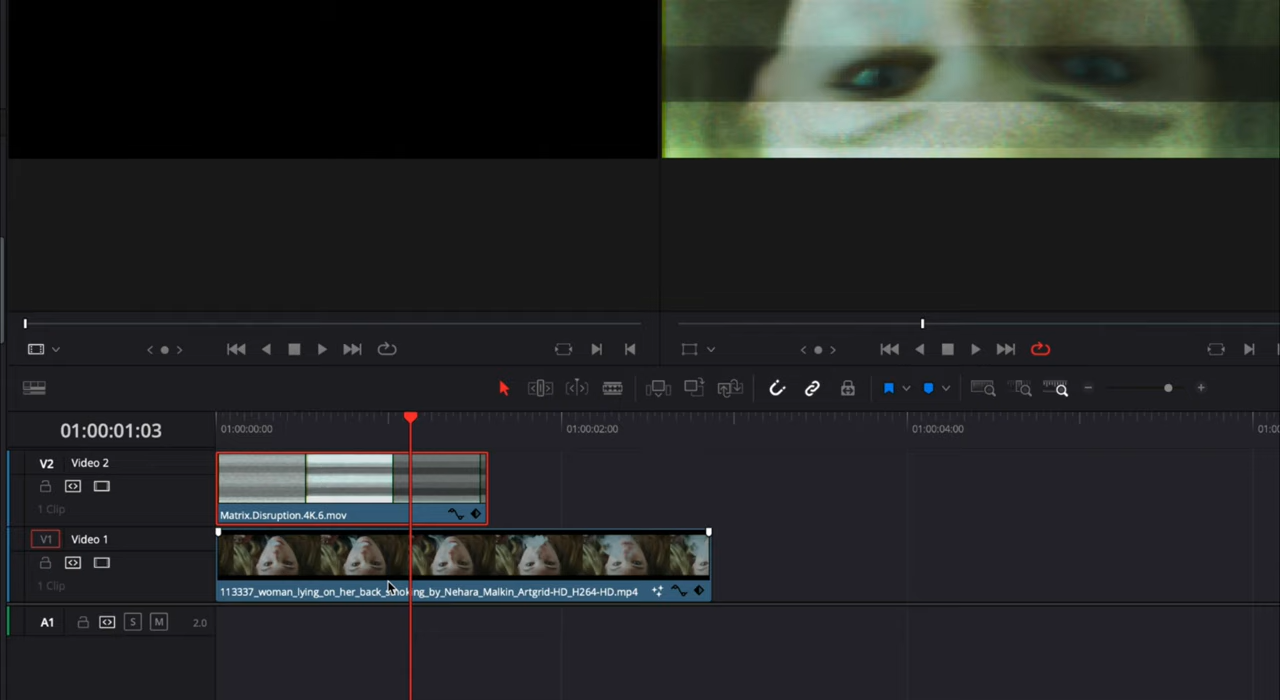 01:00:01:03
01:00:00:00
01:00:02:00
01:00:04:00
V2 Video 2
1 Clip
Matrix.Disruption.4K.6.mov
V1 Video 1
1 Clip
113337_woman_lying_on_her_back_smoking_by_Nehara_Malkin_Artgrid-HD_H264-HD.mp4
A1 S M 2.0